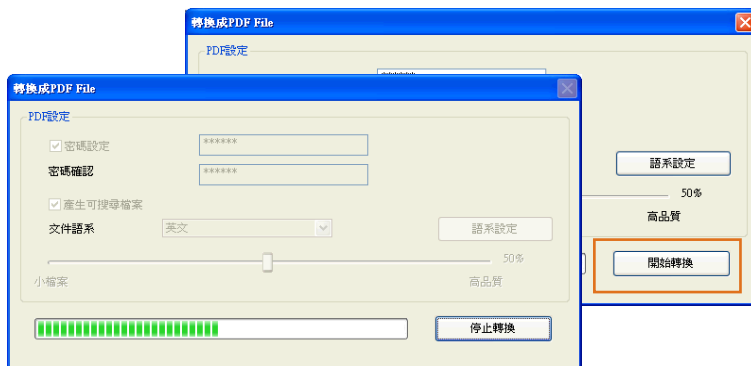 轉換成PDF File
PDF設定
******
語系設定
50%
高品質
開始轉換
轉換成PDF File
PDF設定
密碼設定
******
密碼確認
******
產生可搜尋檔案
文件語系
英文
語系設定
50%
小檔案
高品質
停止轉換